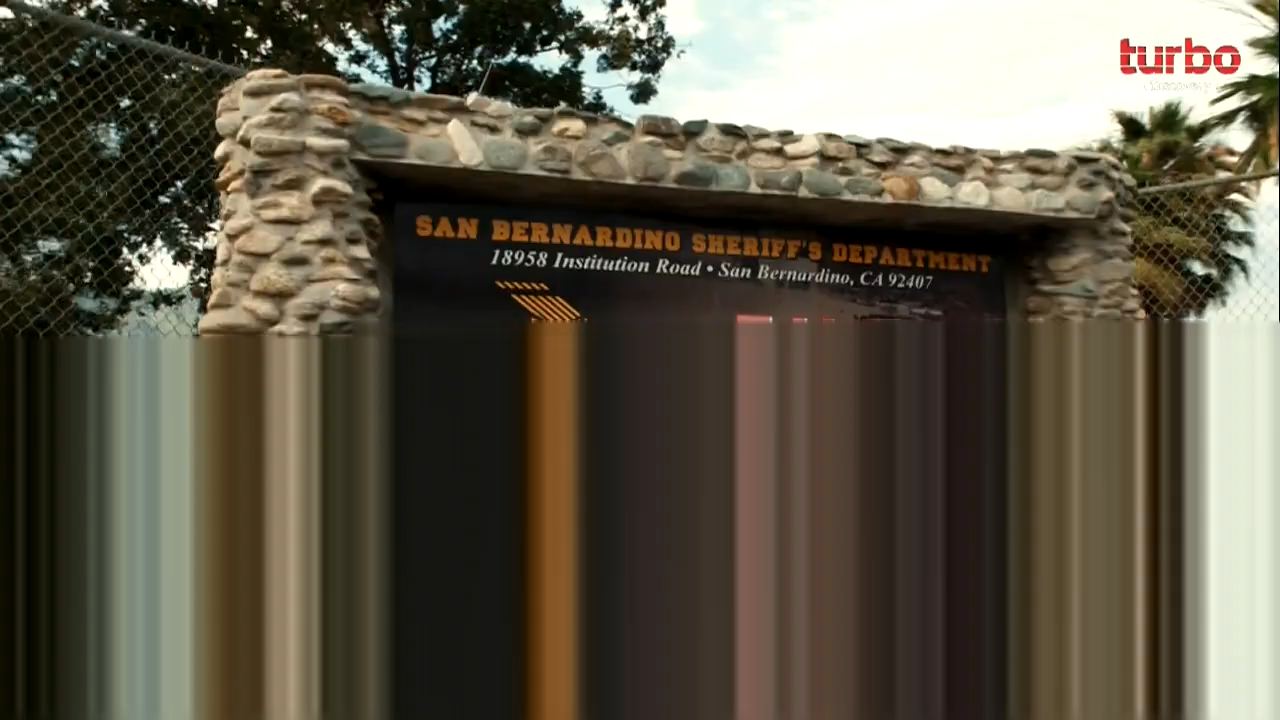 turbo
SAN BERNARDINO SHERIFF'S DEPARTMENT
18958 Institution Road • San Bernardino, CA 92407